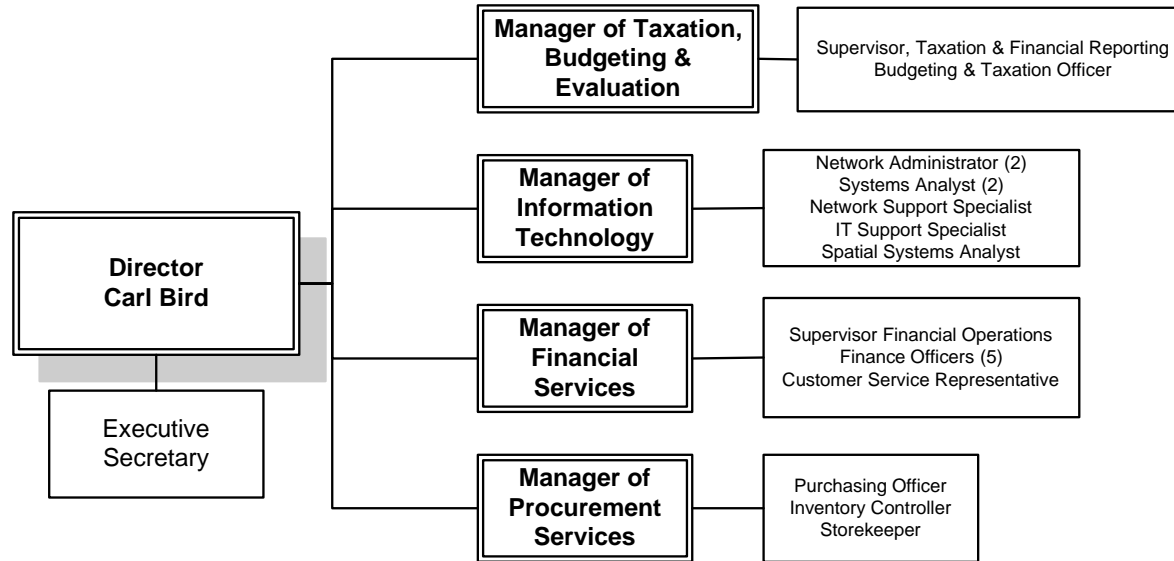 Manager of Taxation,
Budgeting &
Evaluation
Supervisor, Taxation & Financial Reporting
Budgeting & Taxation Officer
Manager of
Information
Technology
Network Administrator (2)
Systems Analyst (2)
Network Support Specialist
IT Support Specialist
Spatial Systems Analyst
Director
Carl Bird
Executive
Secretary
Manager of
Financial
Services
Supervisor Financial Operations
Finance Officers (5)
Customer Service Representative
Manager of
Procurement
Services
Purchasing Officer
Inventory Controller
Storekeeper